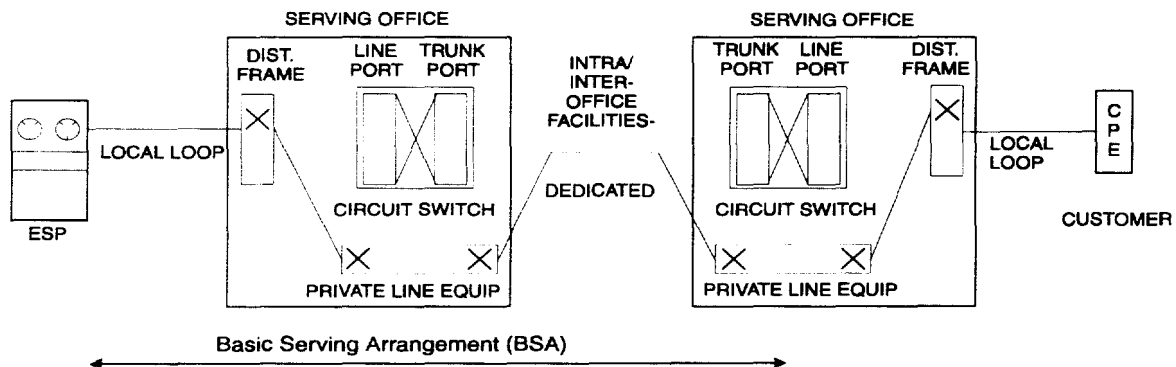 SERVING OFFICE
SERVING OFFICE
DIST.
FRAME
LINE
PORT
TRUNK
PORT
INTRA/
INTER-
OFFICE
FACILITIES-
TRUNK
PORT
LINE
PORT
DIST.
FRAME
C
P
E
LOCAL LOOP
LOCAL
LOOP
DEDICATED
CIRCUIT SWITCH
CIRCUIT SWITCH
ESP
CUSTOMER
PRIVATE LINE EQUIP
PRIVATE LINE EQUIP
Basic Serving Arrangement (BSA)